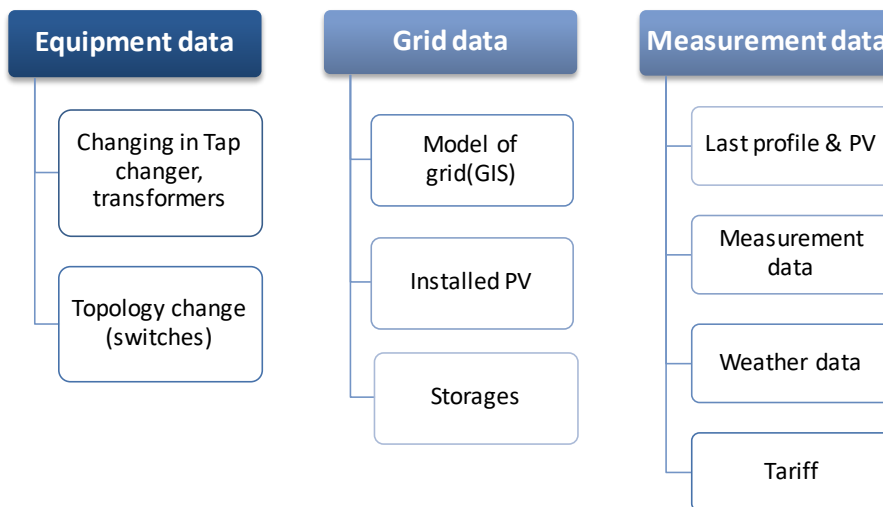 Equipment data
Changing in Tap
changer,
transformers
Topology change
(switches)
Grid data
Model of
grid(GIS)
Installed PV
Storages
Measurement data
Last profile & PV
Measurement
data
Weather data
Tariff